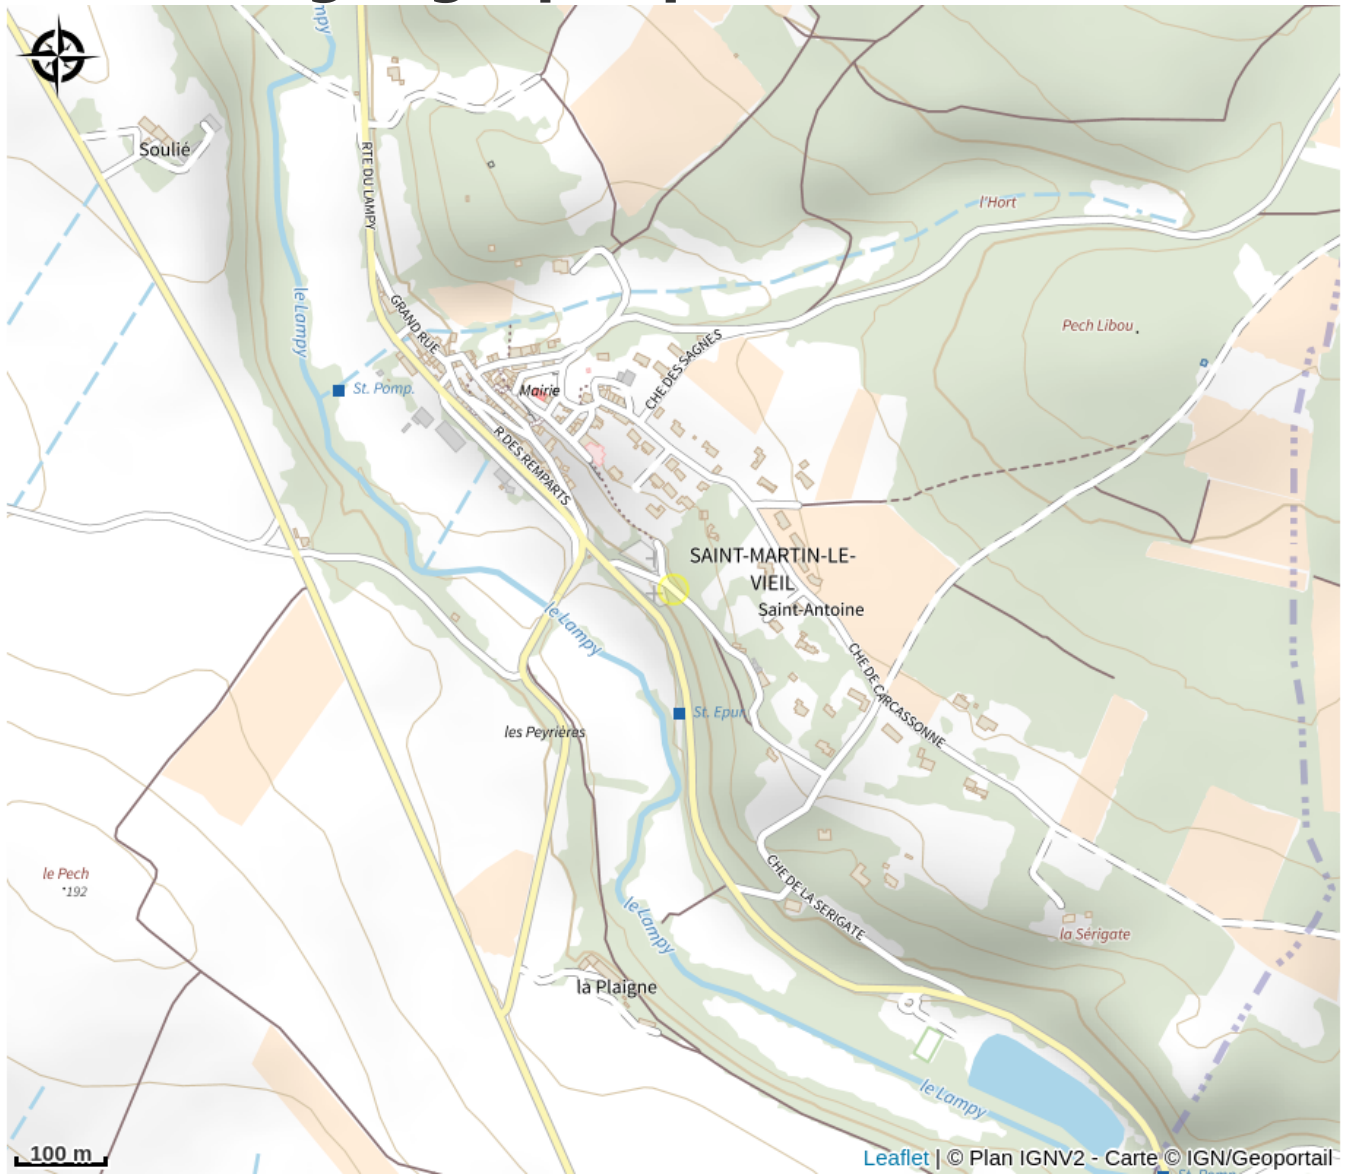 mpy
Soulié
RTE DU LAMPY
l'Hort
le Lampy
GRAND RUE
Pech Libou
CHE DES SAGNES
St. Pomp.
Mairie
R DES REMPARTS
SAINT-MARTIN-LE-
VIEIL
Saint-Antoine
le Lampy
CHE DE CARCASSONNE
St. Epur.
les Peyrières
le Pech
192
CHE DE LA SERIGATE
le Lampy
la Sérigate
la Plaigne
le Lampy
100 m
Leaflet | © Plan IGNV2 - Carte © IGN/Geoportail